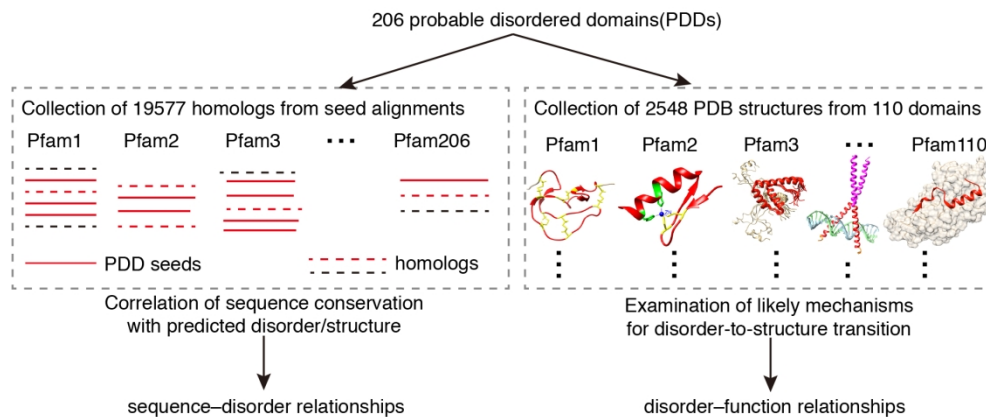 206 probable disordered domains(PDDs)
Collection of 19577 homologs from seed alignments
Pfam1 Pfam2 Pfam3 ··· Pfam206
PDD seeds
homologs
Correlation of sequence conservation
with predicted disorder/structure
sequence–disorder relationships
Collection of 2548 PDB structures from 110 domains
Pfam1 Pfam2 Pfam3 ··· Pfam110
Examination of likely mechanisms
for disorder-to-structure transition
disorder–function relationships